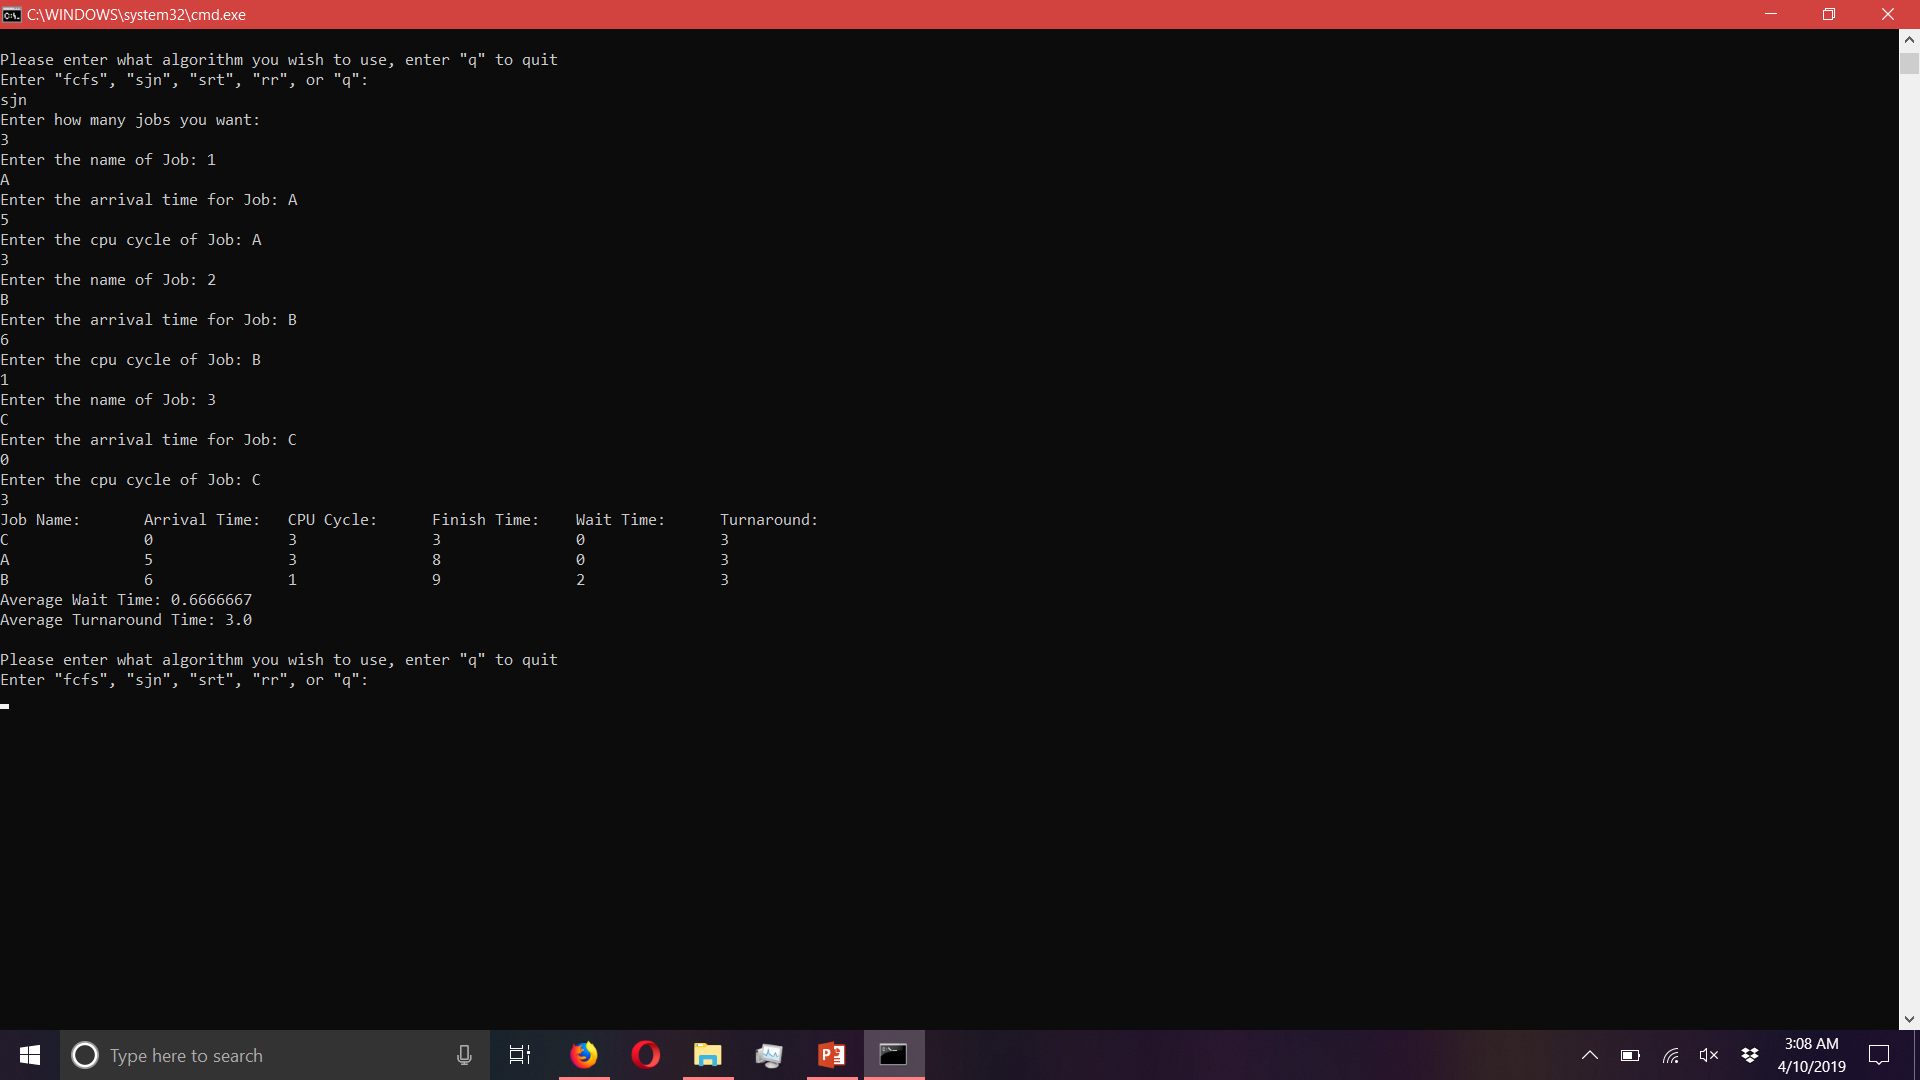 C:\WINDOWS\system32\cmd.exe
Please enter what algorithm you wish to use, enter "q" to quit
Enter "fcfs", "sjn", "srt", "rr", or "q":
sjn
Enter how many jobs you want:
3
Enter the name of Job: 1
A
Enter the arrival time for Job: A
5
Enter the cpu cycle of Job: A
3
Enter the name of Job: 2
B
Enter the arrival time for Job: B
6
Enter the cpu cycle of Job: B
1
Enter the name of Job: 3
C
Enter the arrival time for Job: C
0
Enter the cpu cycle of Job: C
3
Job Name: Arrival Time: CPU Cycle: Finish Time: Wait Time: Turnaround:
C 0 3 3 0 3
A 5 3 8 0 3
B 6 1 9 2 3
Average Wait Time: 0.6666667
Average Turnaround Time: 3.0
Please enter what algorithm you wish to use, enter "q" to quit
Enter "fcfs", "sjn", "srt", "rr", or "q":
Type here to search
3:08 AM
4/10/2019